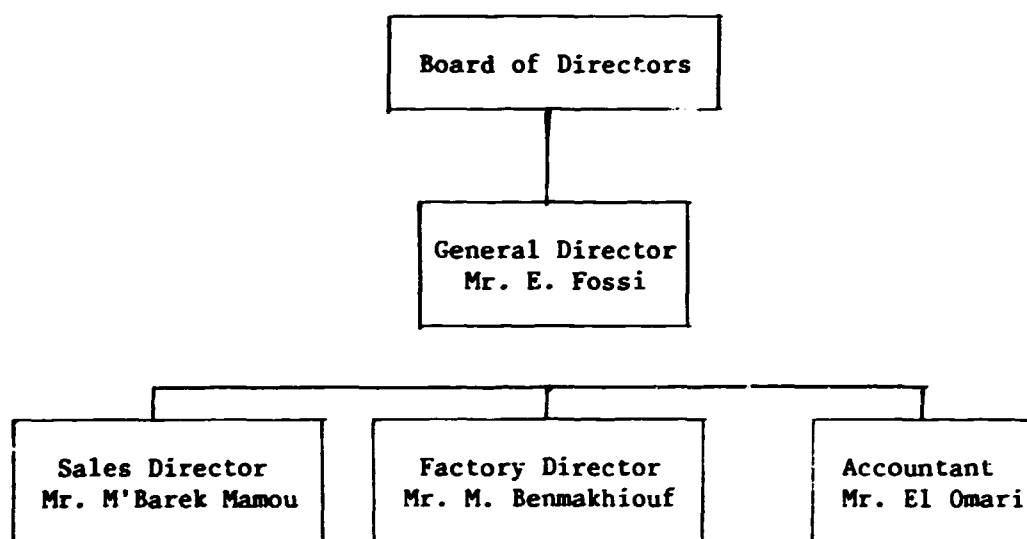 Board of Directors
General Director
Mr. E. Fossi
Sales Director
Mr. M'Barek Mamou
Factory Director
Mr. M. Benmakhiouf
Accountant
Mr. El Omari